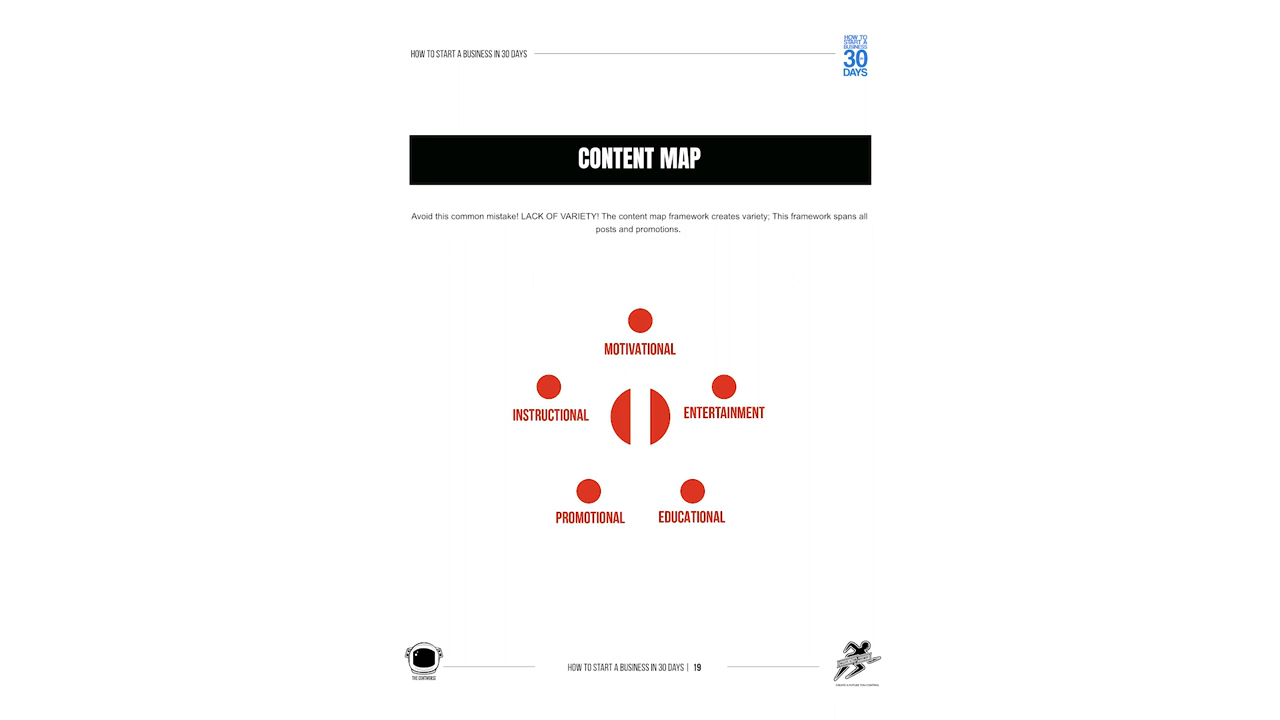 HOW TO START A BUSINESS IN 30 DAYS
HOW TO
START A
BUSINESS
30
DAYS
CONTENT MAP
Avoid this common mistake! LACK OF VARIETY! The content map framework creates variety; This framework spans all
posts and promotions.
MOTIVATIONAL
INSTRUCTIONAL
ENTERTAINMENT
PROMOTIONAL
EDUCATIONAL
HOW TO START A BUSINESS IN 30 DAYS | 19